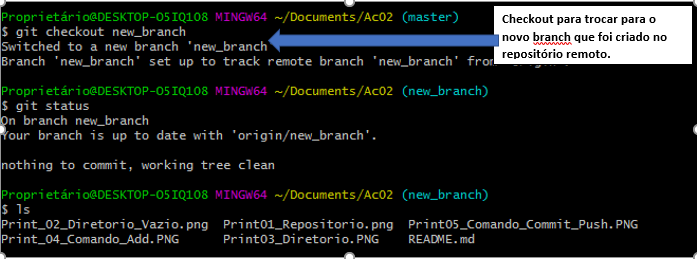 Proprietário@DESKTOP-O5IQ108 MINGW64 ~/Documents/Ac02 (master)
$ git checkout new_branch
Switched to a new branch 'new_branch'
Branch 'new_branch' set up to track remote branch 'new_branch' from
Checkout para trocar para o
novo branch que foi criado no
repositório remoto.
Proprietário@DESKTOP-O5IQ108 MINGW64 ~/Documents/Ac02 (new_branch)
$ git status
On branch new_branch
Your branch is up to date with 'origin/new_branch'.
nothing to commit, working tree clean
Proprietário@DESKTOP-O5IQ108 MINGW64 ~/Documents/Ac02 (new_branch)
$ ls
Print_02_Diretorio_Vazio.png  Print01_Repositorio.png  Print05_Comando_Commit_Push.PNG
Print_04_Comando_Add.PNG      Print03_Diretorio.PNG    README.md